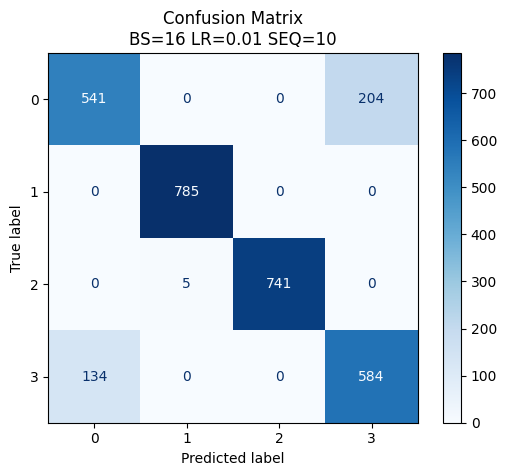 Confusion Matrix
BS=16 LR=0.01 SEQ=10
0 541 0 0 204
1 0 785 0 0
2 0 5 741 0
3 134 0 0 584
0 1 2 3
Predicted label
True label
700
600
500
400
300
200
100
0